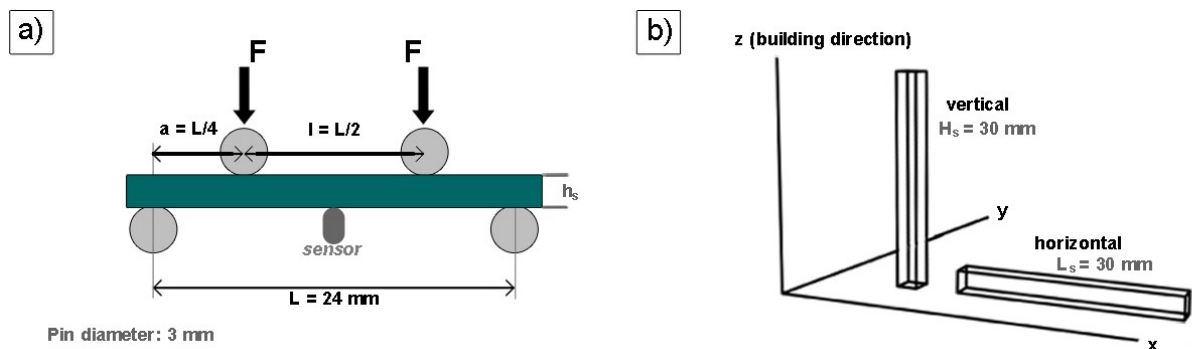 a)
F F
a = L/4 l = L/2
hs
sensor
L = 24 mm
Pin diameter: 3 mm
b)
z (building direction)
vertical
Hs = 30 mm
y
horizontal
Ls = 30 mm
x